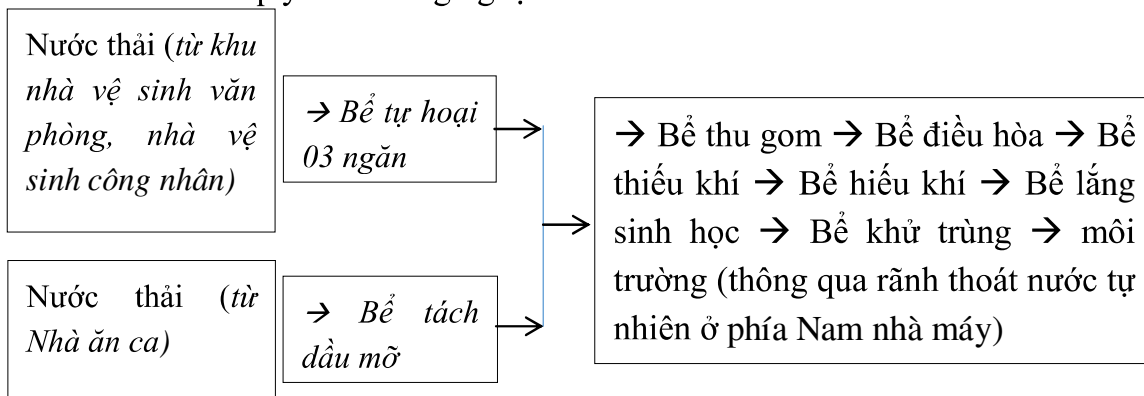 Nước thải (từ khu
nhà vệ sinh văn
phòng, nhà vệ
sinh công nhân)
→ Bể tự hoại
03 ngăn
Nước thải (từ
Nhà ăn ca)
→ Bể tách
dầu mỡ
→ Bể thu gom → Bể điều hòa → Bể
thiếu khí → Bể hiếu khí → Bể lắng
sinh học → Bể khử trùng → môi
trường (thông qua rãnh thoát nước tự
nhiên ở phía Nam nhà máy)